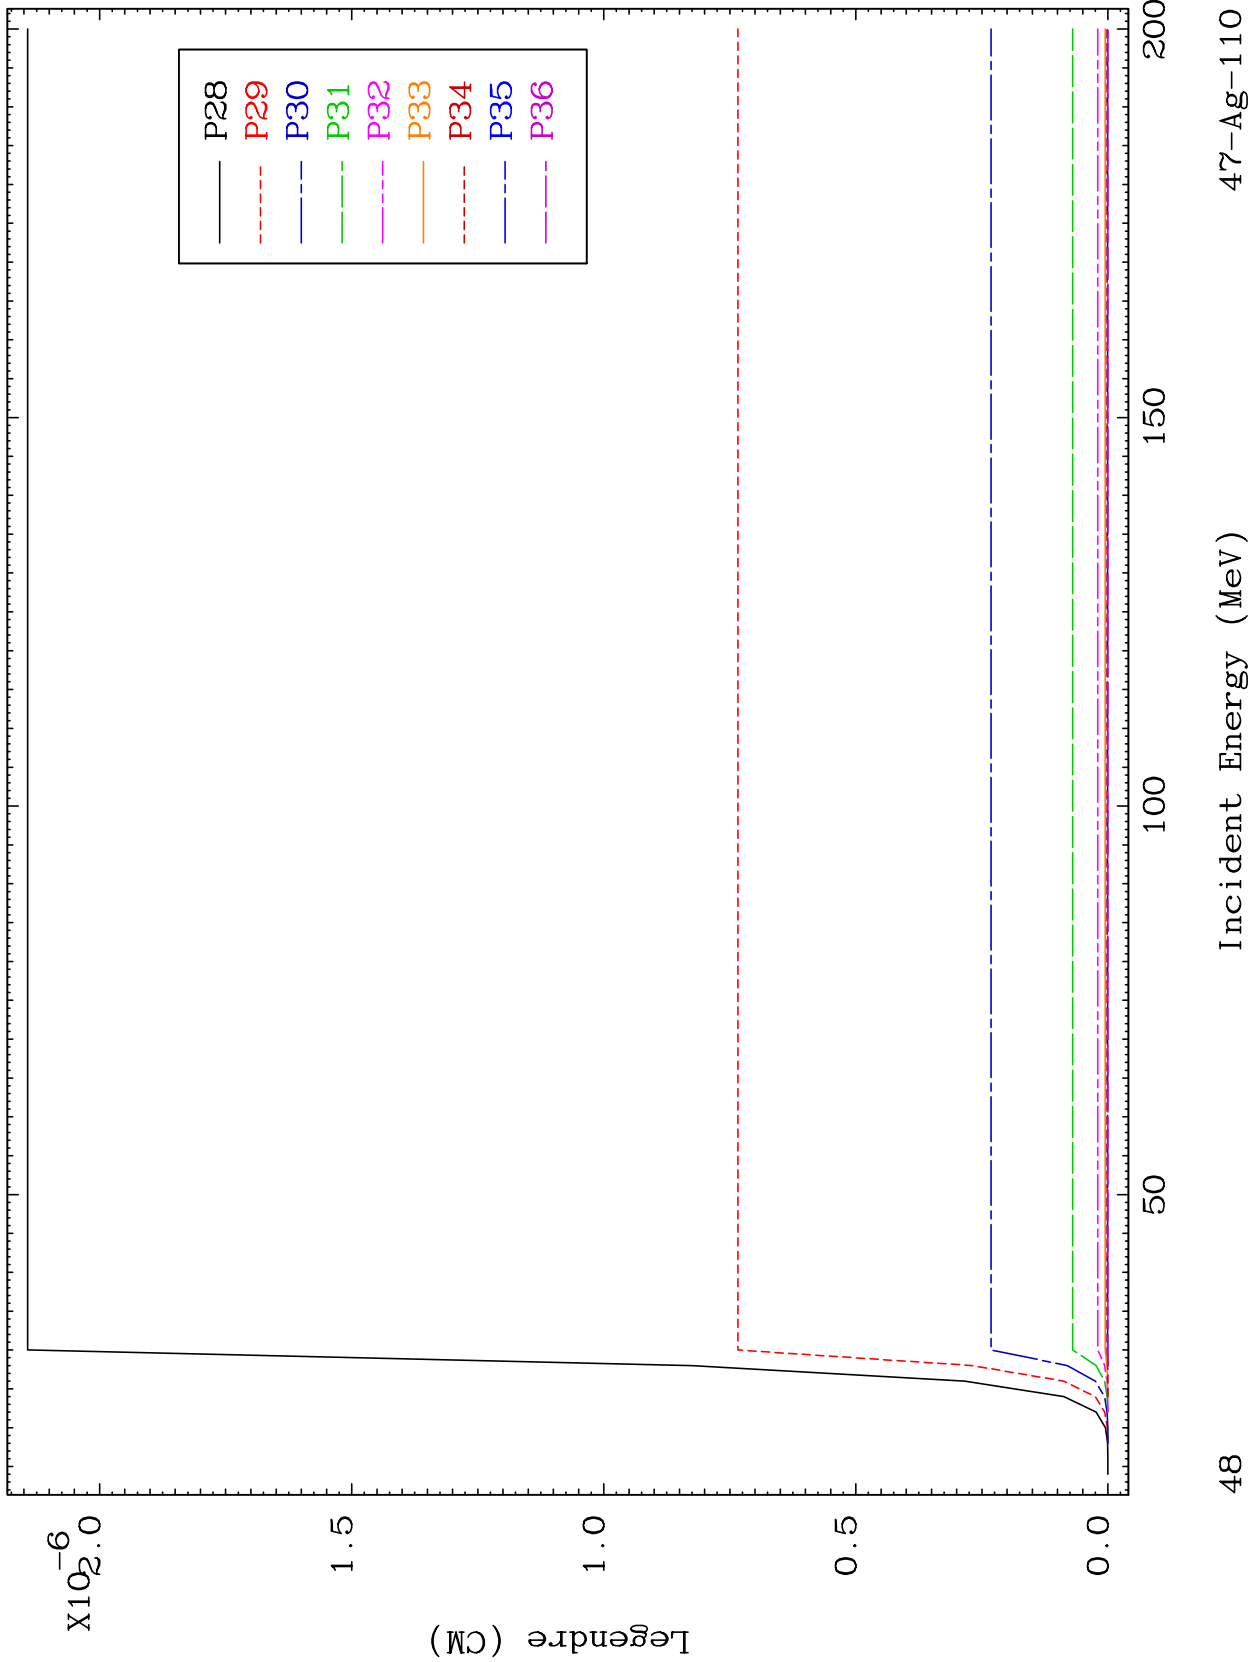 X10-6
2.0
1.5
1.0
0.5
0.0
Legendre (CM)
P28
P29
P30
P31
P32
P33
P34
P35
P36
50
100
150
200
Incident Energy (MeV)
48
47-Ag-110